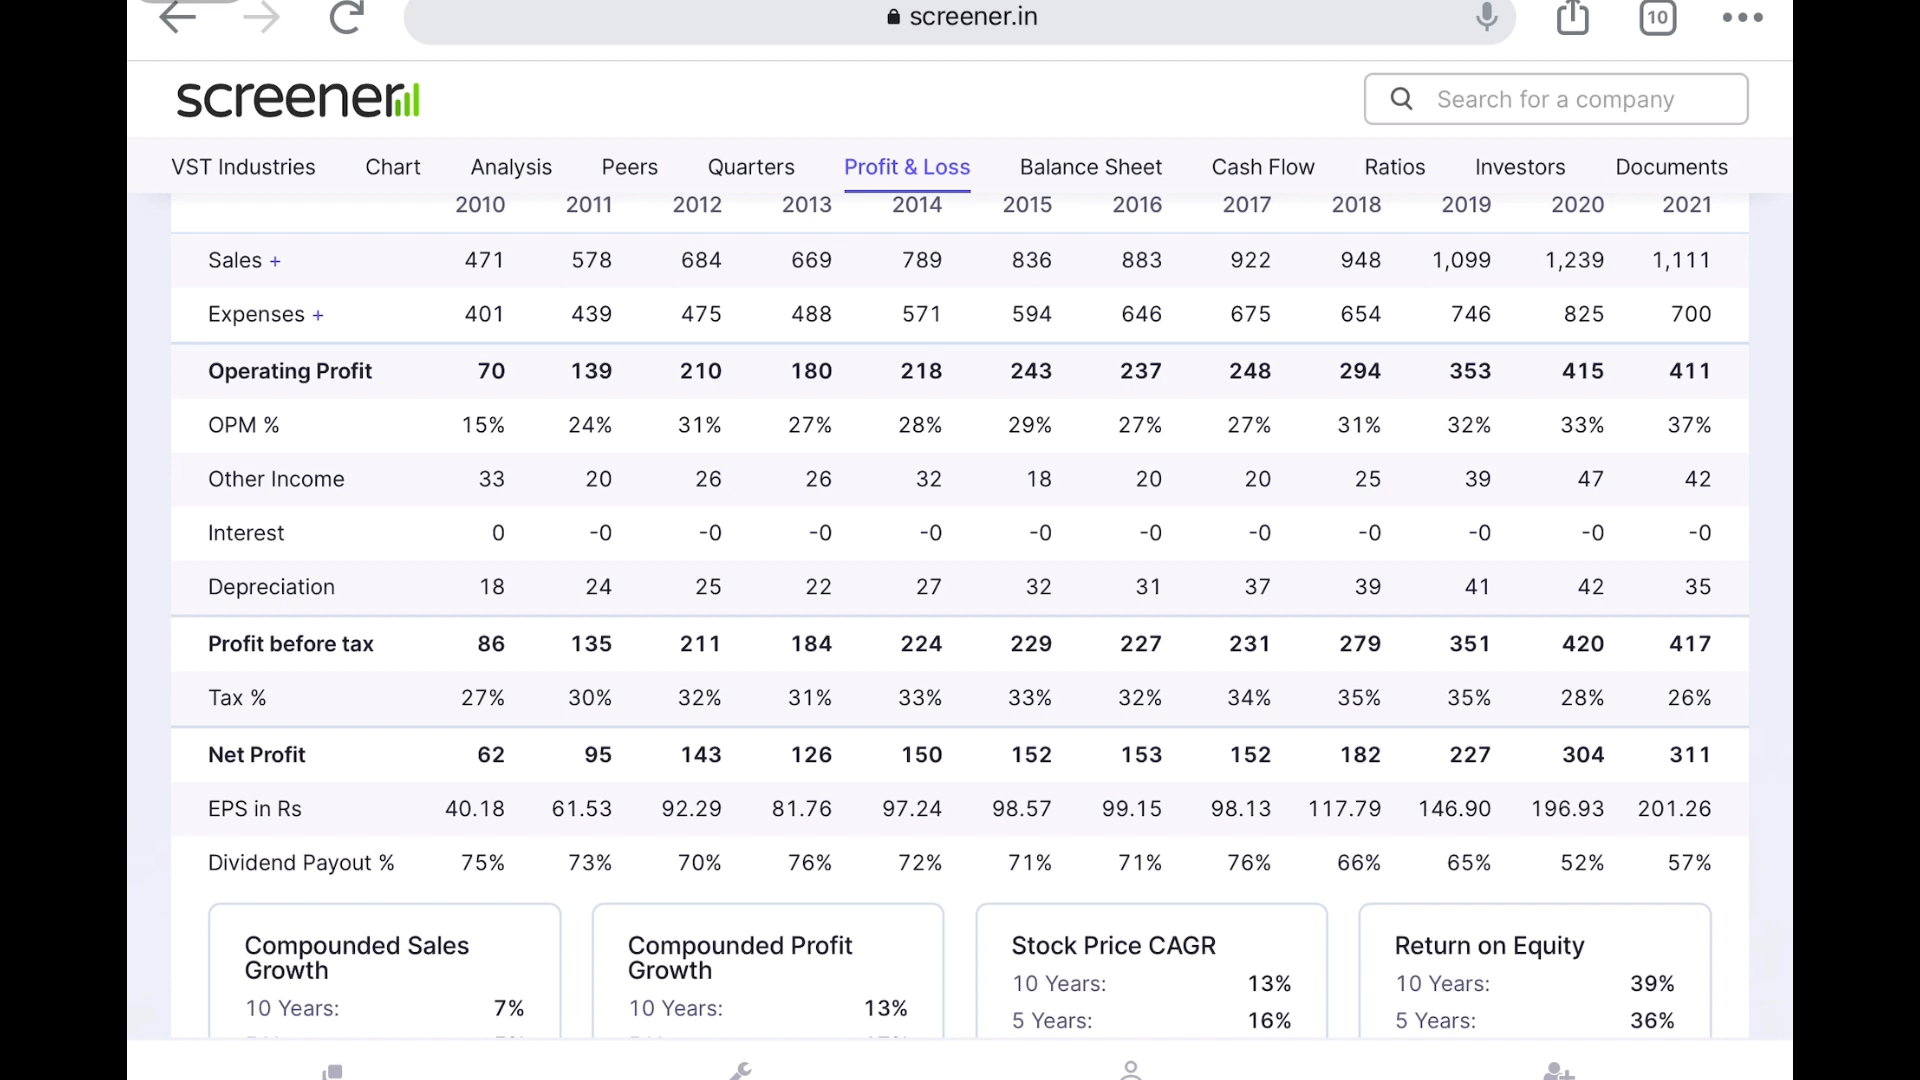 screener.in
10
screener
Search for a company
VST Industries Chart Analysis Peers Quarters Profit & Loss Balance Sheet Cash Flow Ratios Investors Documents
2010 2011 2012 2013 2014 2015 2016 2017 2018 2019 2020 2021
Sales + 471 578 684 669 789 836 883 922 948 1,099 1,239 1,111
Expenses + 401 439 475 488 571 594 646 675 654 746 825 700
Operating Profit 70 139 210 180 218 243 237 248 294 353 415 411
OPM % 15% 24% 31% 27% 28% 29% 27% 27% 31% 32% 33% 37%
Other Income 33 20 26 26 32 18 20 20 25 39 47 42
Interest 0 -0 -0 -0 -0 -0 -0 -0 -0 -0 -0 -0
Depreciation 18 24 25 22 27 32 31 37 39 41 42 35
Profit before tax 86 135 211 184 224 229 227 231 279 351 420 417
Tax % 27% 30% 32% 31% 33% 33% 32% 34% 35% 35% 28% 26%
Net Profit 62 95 143 126 150 152 153 152 182 227 304 311
EPS in Rs 40.18 61.53 92.29 81.76 97.24 98.57 99.15 98.13 117.79 146.90 196.93 201.26
Dividend Payout % 75% 73% 70% 76% 72% 71% 71% 76% 66% 65% 52% 57%
Compounded Sales
Growth
10 Years: 7%
Compounded Profit
Growth
10 Years: 13%
Stock Price CAGR
10 Years: 13%
5 Years: 16%
Return on Equity
10 Years: 39%
5 Years: 36%